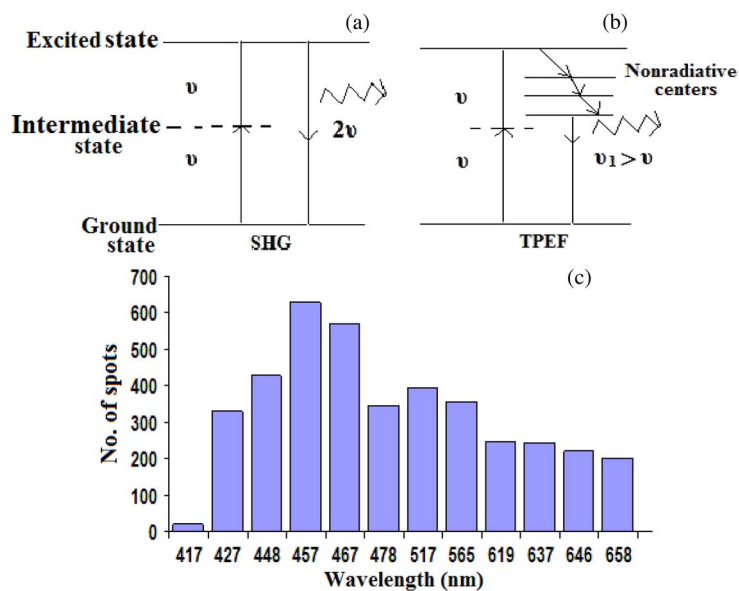 (a)
Excited state
υ
Intermediate
state
υ
2υ
Ground
state
SHG
(b)
Nonradiative
centers
υ
υ
υ1 > υ
TPEF
(c)
No. of spots
700
600
500
400
300
200
100
0
417 427 448 457 467 478 517 565 619 637 646 658
Wavelength (nm)